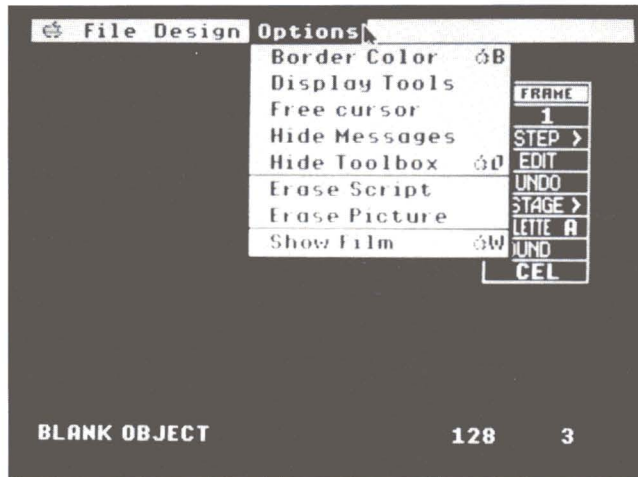 File Design Options
Border Color B
Display Tools
Free cursor
Hide Messages
Hide Toolbox
Erase Script
Erase Picture
Show Film W
FRAME
1
STEP >
EDIT
UNDO
STAGE >
LETTE A
OUND
CEL
BLANK OBJECT 128 3